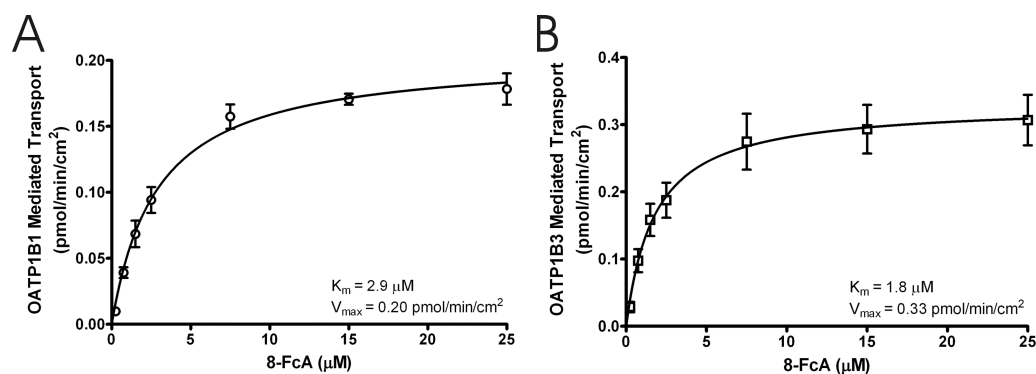 A
OATP1B1 Mediated Transport
(pmol/min/cm²)
0.20
0.15
0.10
0.05
0.00
0
5
10
15
20
25
8-FcA (μM)
Kₘ = 2.9 μM
Vₘₐₓ = 0.20 pmol/min/cm²
B
OATP1B3 Mediated Transport
(pmol/min/cm²)
0.4
0.3
0.2
0.1
0.0
0
5
10
15
20
25
8-FcA (μM)
Kₘ = 1.8 μM
Vₘₐₓ = 0.33 pmol/min/cm²